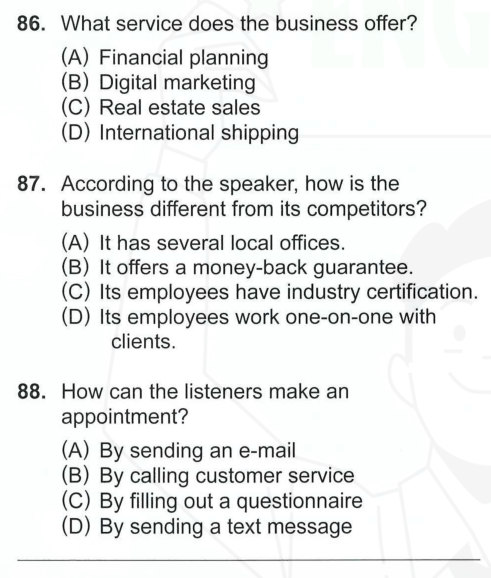 86. What service does the business offer?
(A) Financial planning
(B) Digital marketing
(C) Real estate sales
(D) International shipping
87. According to the speaker, how is the
business different from its competitors?
(A) It has several local offices.
(B) It offers a money-back guarantee.
(C) Its employees have industry certification.
(D) Its employees work one-on-one with
clients.
88. How can the listeners make an
appointment?
(A) By sending an e-mail
(B) By calling customer service
(C) By filling out a questionnaire
(D) By sending a text message